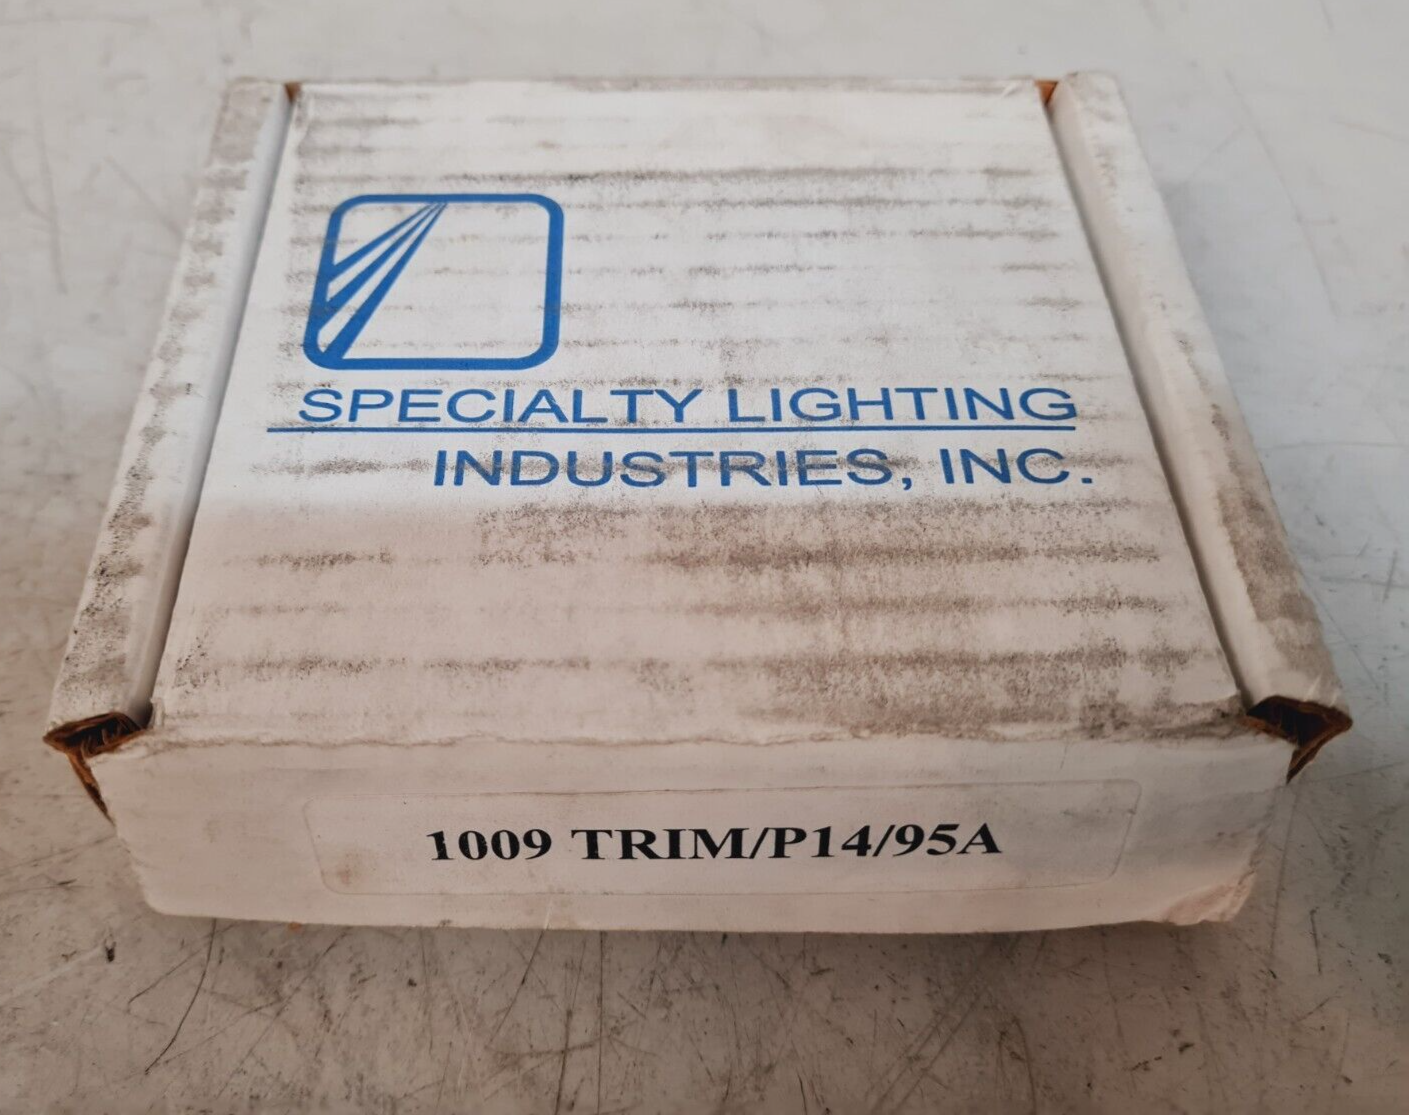 SPECIALTY LIGHTING
INDUSTRIES, INC.
1009 TRIM/P14/95A